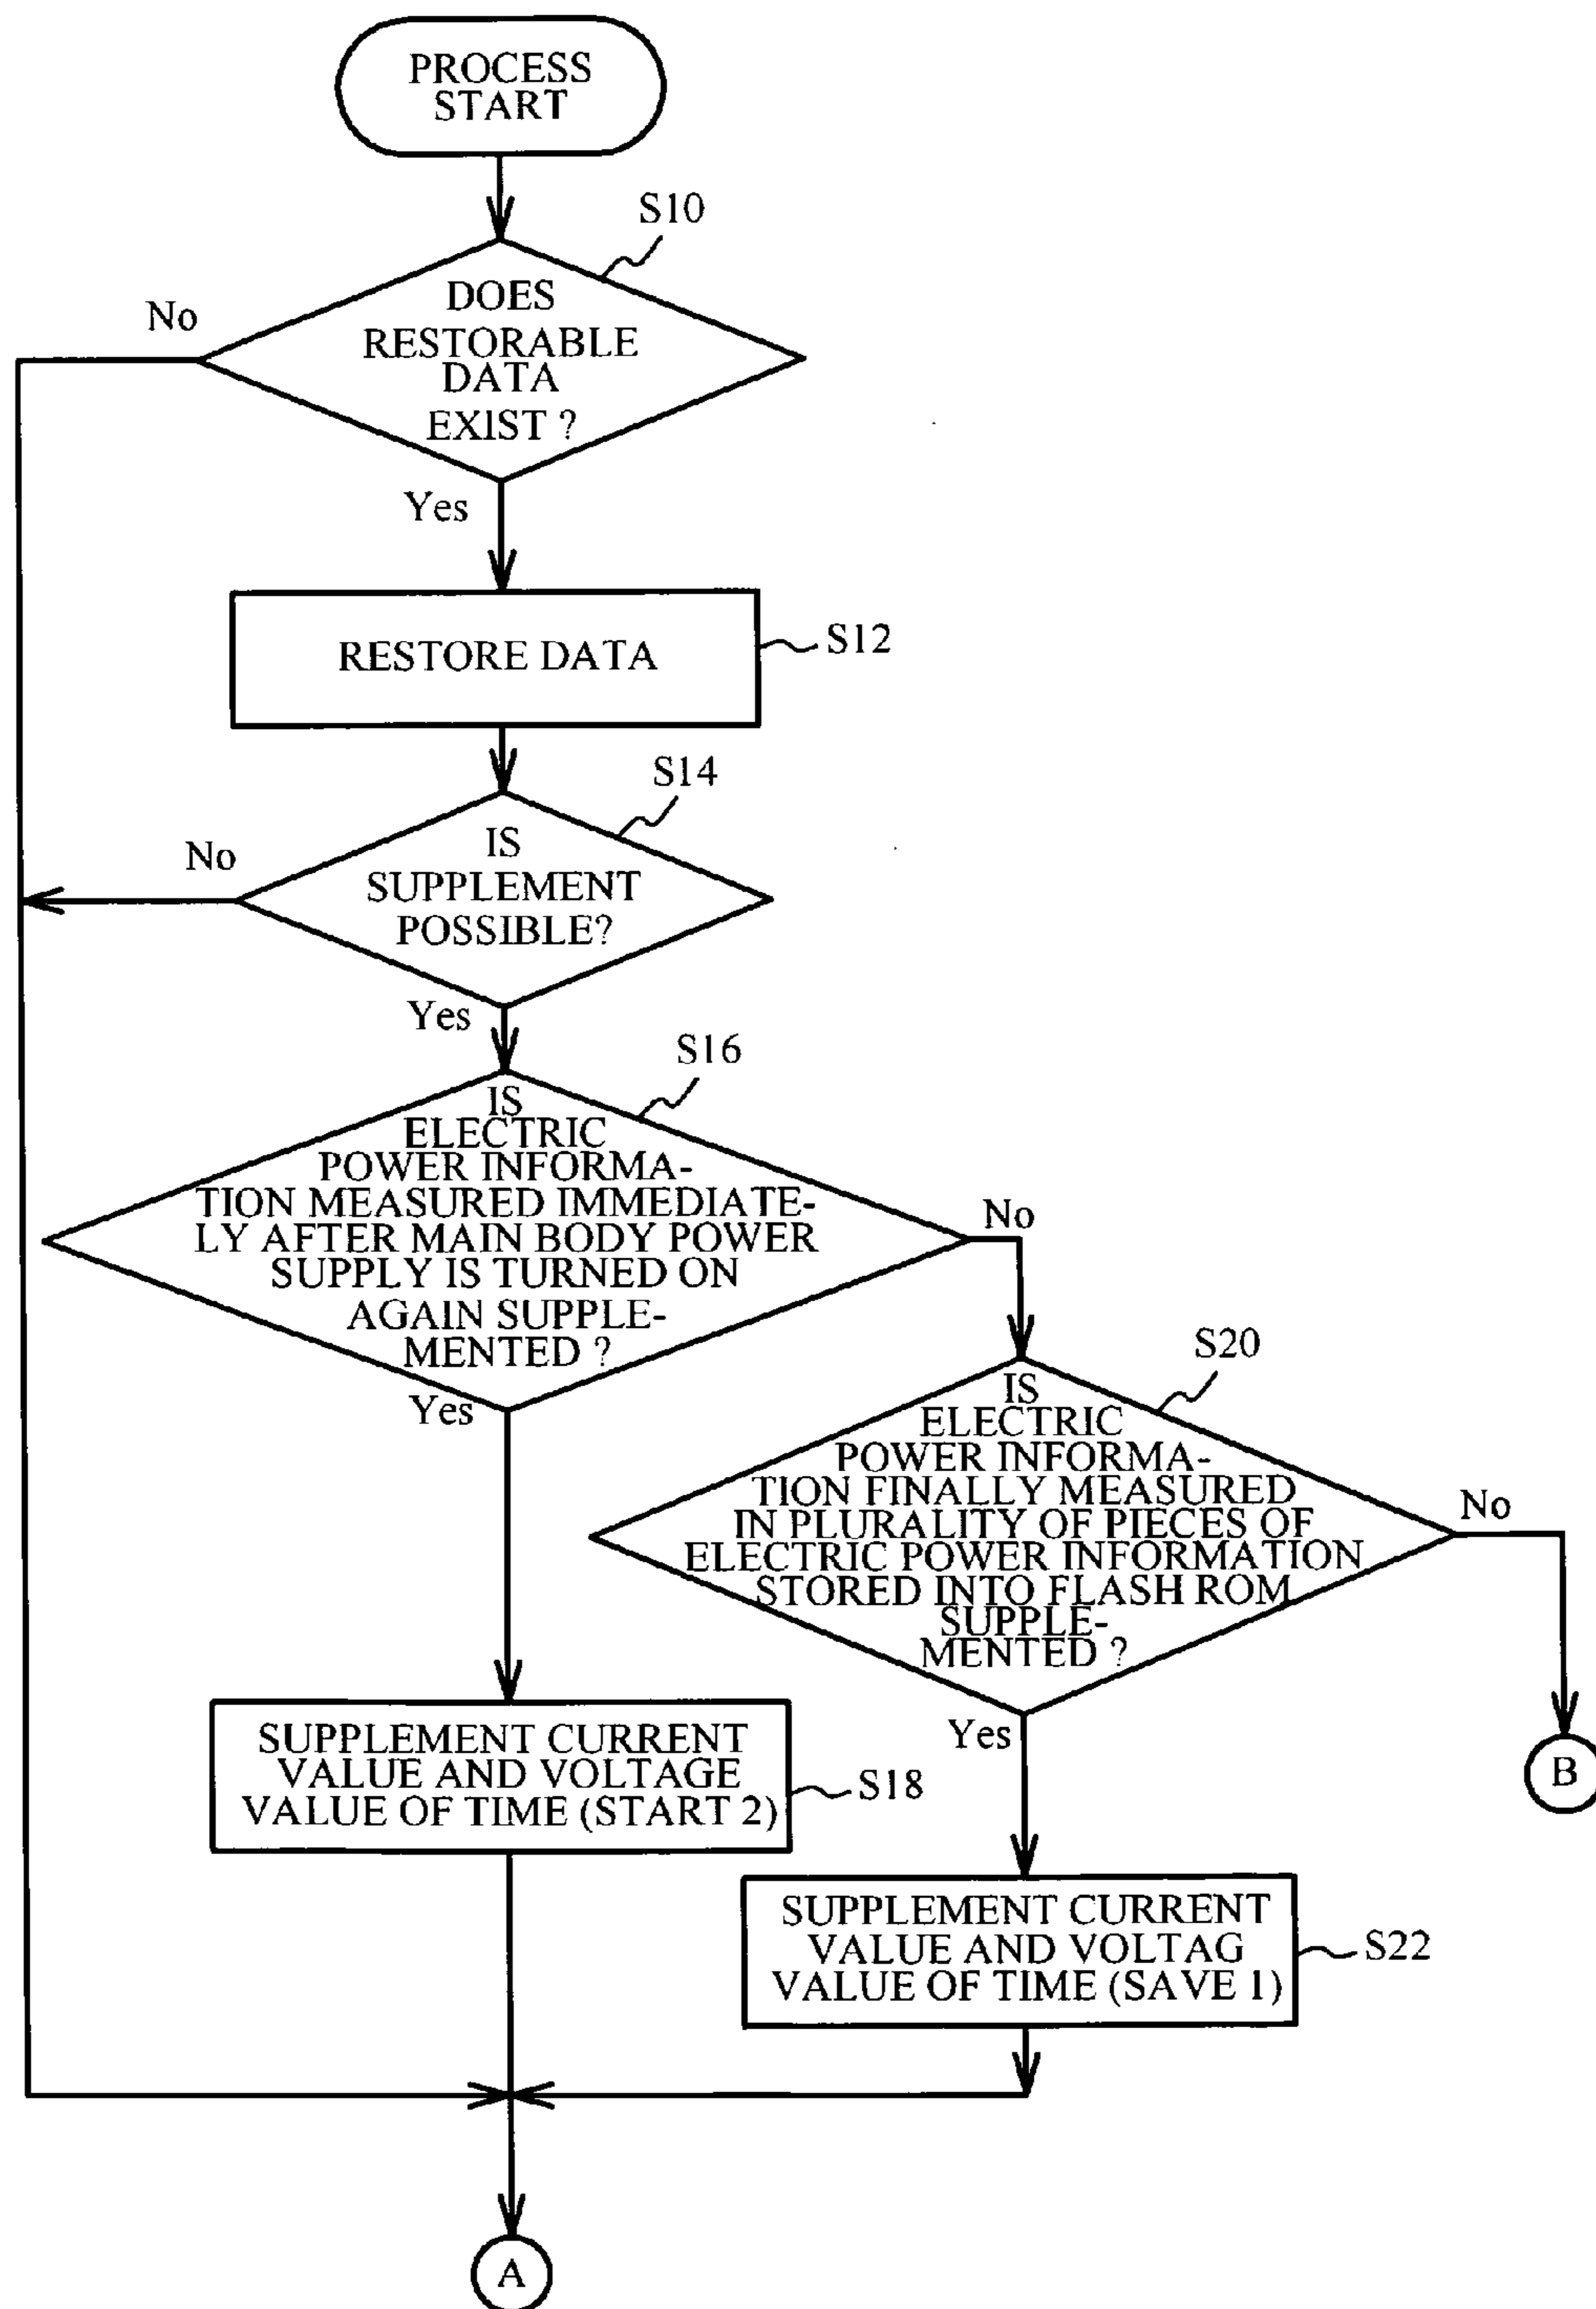 PROCESS
START
S10
No
DOES
RESTORABLE
DATA
EXIST ?
Yes
RESTORE DATA
S12
S14
No
IS
SUPPLEMENT
POSSIBLE?
Yes
S16
IS
ELECTRIC
POWER INFORMA-
TION MEASURED IMMEDIATE-
LY AFTER MAIN BODY POWER
SUPPLY IS TURNED ON
AGAIN SUPPLE-
MENTED ?
No
Yes
S20
IS
ELECTRIC
POWER INFORMA-
TION FINALLY MEASURED
IN PLURALITY OF PIECES OF
ELECTRIC POWER INFORMATION
STORED INTO FLASH ROM
SUPPLE-
MENTED ?
No
Yes
SUPPLEMENT CURRENT
VALUE AND VOLTAGE
VALUE OF TIME (START 2)
S18
B
SUPPLEMENT CURRENT
VALUE AND VOLTAG
VALUE OF TIME (SAVE 1)
S22
A